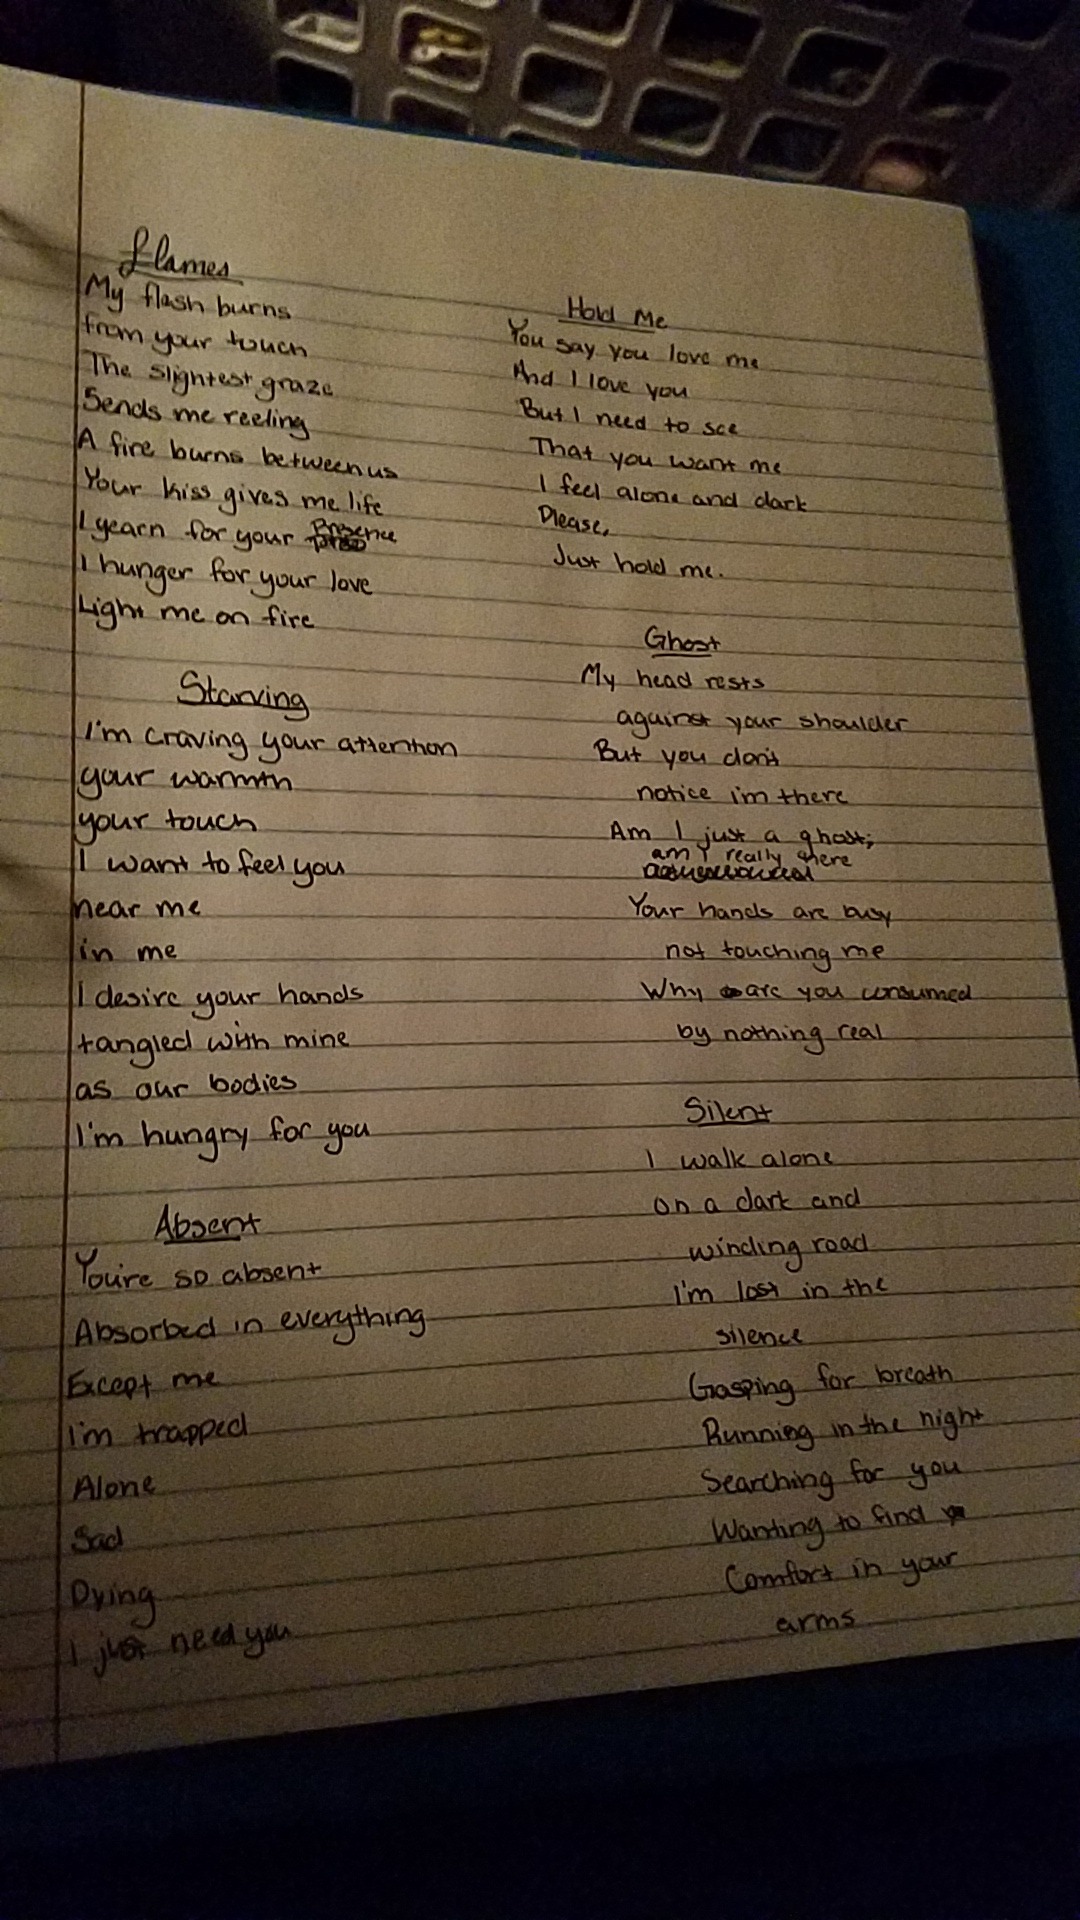 Flames
My flesh burns
from your touch
The slightest graze
Sends me reeling
A fire burns between us
Your kiss gives me life
I yearn for your Presence
I hunger for your love
Light me on fire
Starving
I'm craving your attention
your warmth
your touch
I want to feel you
near me
in me
I desire your hands
tangled with mine
as our bodies
I'm hungry for you
Absent
You're so absent
Absorbed in everything
Except me
I'm trapped
Alone
Sad
Dying
I just need you
Hold Me
You say you love me
And I love you
But I need to see
That you want me
I feel alone and dark
Please,
Just hold me.
Ghost
My head rests
against your shoulder
But you don't
notice i'm there
Am I just a ghost;
am I really there
Your hands are busy
not touching me
Why are you consumed
by nothing real
Silent
I walk alone
on a dark and
winding road
I'm lost in the
silence
Gasping for breath
Running in the night
Searching for you
Wanting to find
Comfort in your
arms